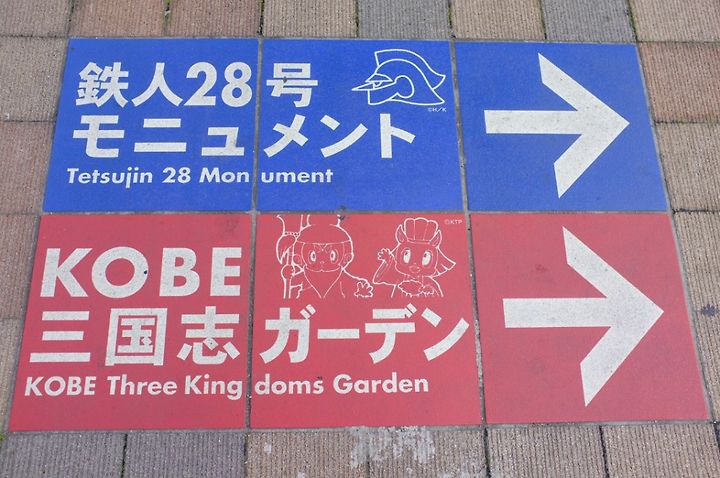 鉄人28号
©H/K
モニュメント
Tetsujin 28 Monument
©KTP
KOBE
三国志ガーデン
KOBE Three Kingdoms Garden